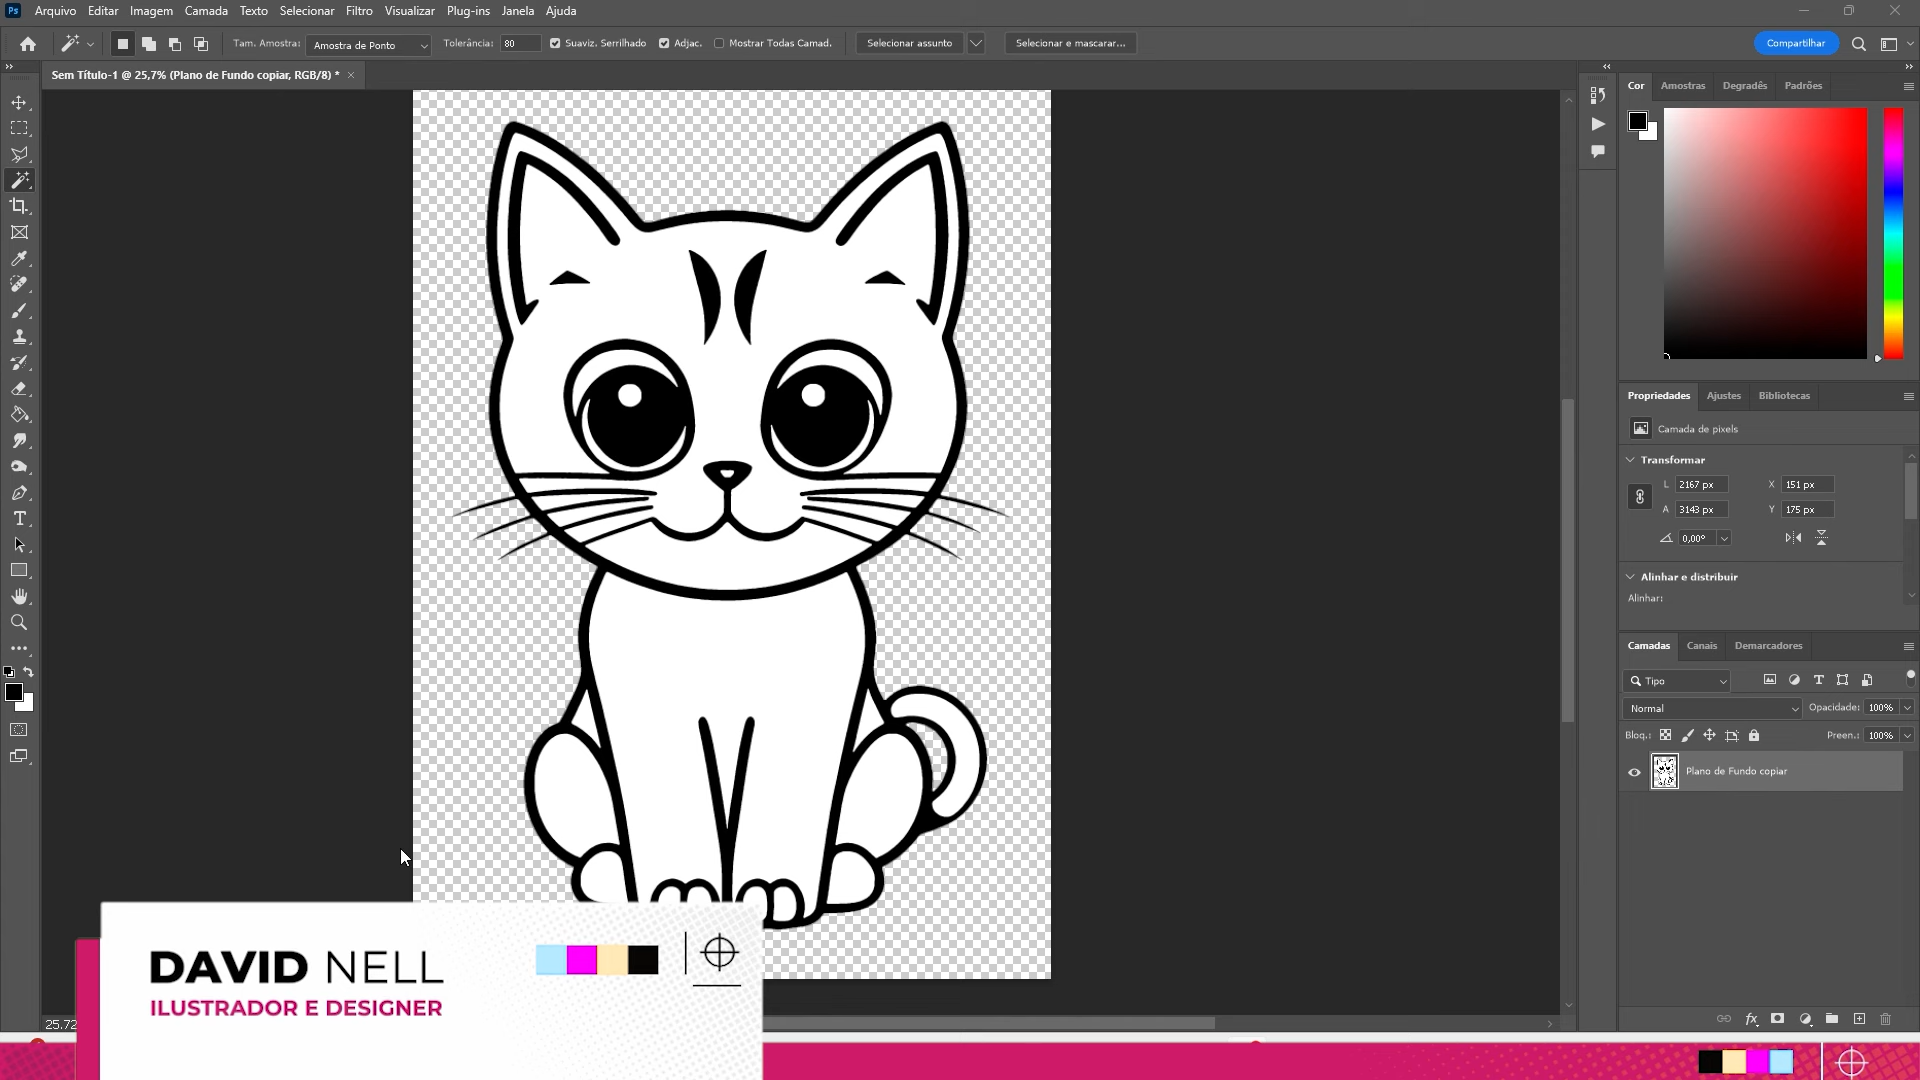 Ps Arquivo Editar Imagem Camada Texto Selecionar Filtro Visualizar Plug-ins Janela Ajuda
Tam. Amostra: Amostra de Ponto Tolerância: 80 Suaviz. Serrilhado Adjac. Mostrar Todas Camad. Selecionar assunto Selecionar e mascarar... Compartilhar
Sem Título-1 @ 25,7% (Plano de Fundo copiar, RGB/8) *
Cor Amostras Degradês Padrões
Propriedades Ajustes Bibliotecas
Camada de pixels
Transformar
L 2167 px X 151 px
A 3143 px Y 175 px
0,00°
Alinhar e distribuir
Alinhar:
Camadas Canais Demarcadores
Tipo
Normal Opacidade: 100%
Bloq.: Preen.: 100%
Plano de Fundo copiar
fx
DAVID NELL
ILUSTRADOR E DESIGNER
25.72